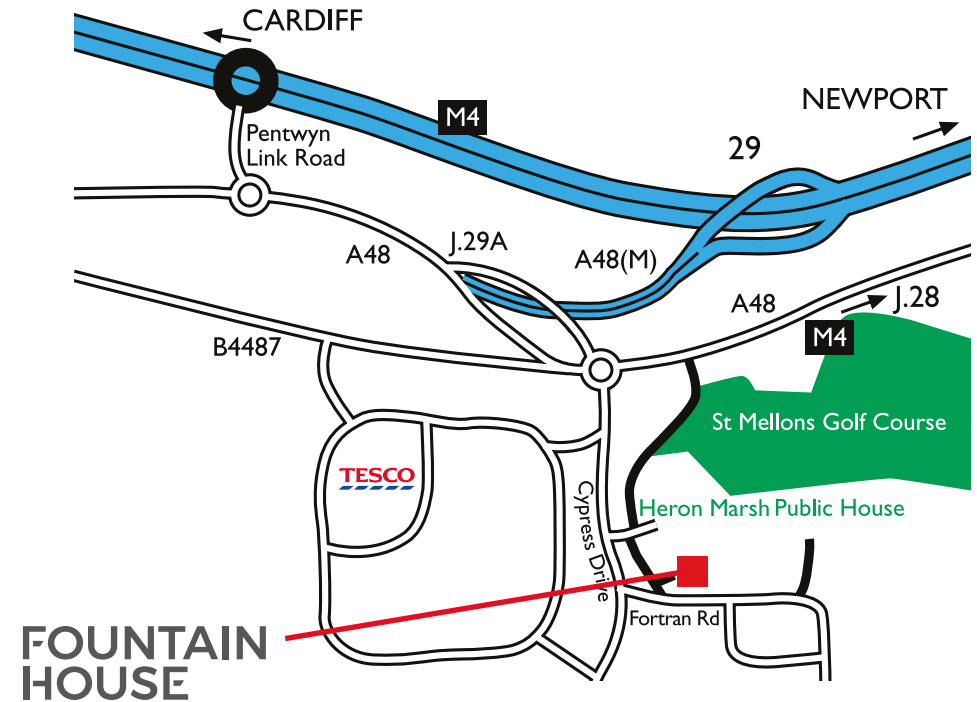 CARDIFF
NEWPORT
M4
29
Pentwyn
Link Road
A48
J.29A
A48(M)
A48
J.28
M4
B4487
St Mellons Golf Course
TESCO
Cypress Drive
Heron Marsh Public House
Fortran Rd
FOUNTAIN
HOUSE